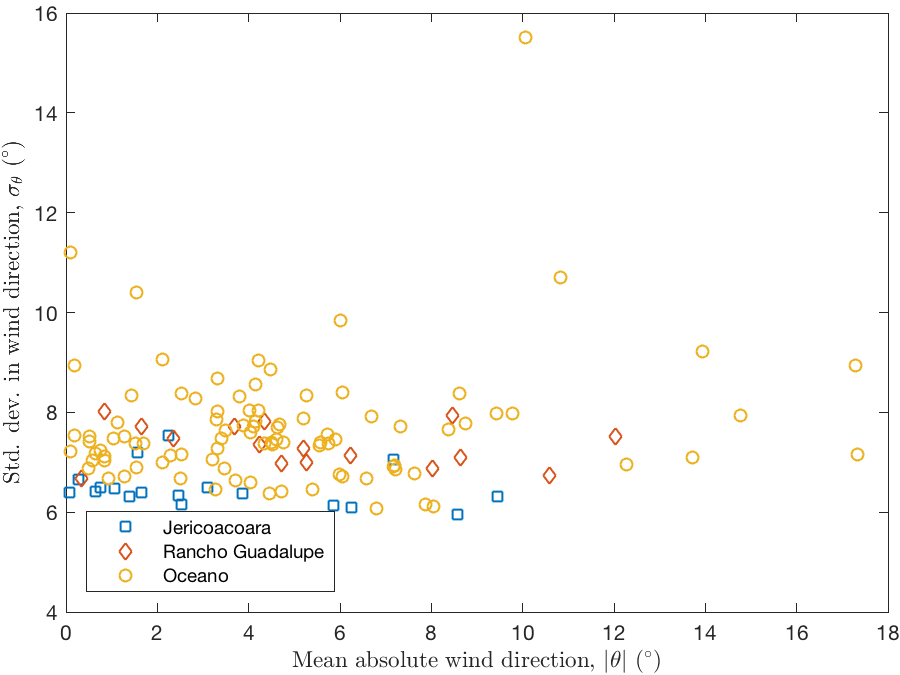 16
14
12
10
8
6
4
Std. dev. in wind direction, σθ (°)
Jericoacoara
Rancho Guadalupe
Oceano
0 2 4 6 8 10 12 14 16 18
Mean absolute wind direction, |θ| (°)